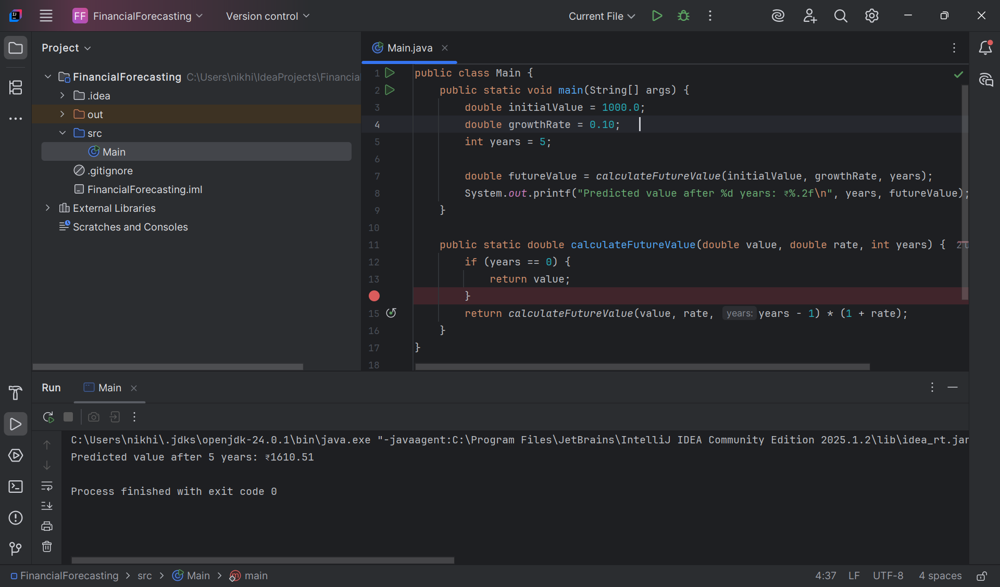 FF FinancialForecasting Version control Current File
Project
Main.java
FinancialForecasting C:\Users\nikhi\IdeaProjects\Financia
.idea
out
src
Main
.gitignore
FinancialForecasting.iml
External Libraries
Scratches and Consoles
1 public class Main {
2     public static void main(String[] args) {
3         double initialValue = 1000.0;
4         double growthRate = 0.10;
5         int years = 5;
6
7         double futureValue = calculateFutureValue(initialValue, growthRate, years);
8         System.out.printf("Predicted value after %d years: ₹%.2f\n", years, futureValue);
9     }
10
11     public static double calculateFutureValue(double value, double rate, int years) { 2 u
12         if (years == 0) {
13             return value;
        }
15         return calculateFutureValue(value, rate, years: years - 1) * (1 + rate);
16     }
17 }
18
Run Main
C:\Users\nikhi\.jdks\openjdk-24.0.1\bin\java.exe "-javaagent:C:\Program Files\JetBrains\IntelliJ IDEA Community Edition 2025.1.2\lib\idea_rt.jar
Predicted value after 5 years: ₹1610.51
Process finished with exit code 0
FinancialForecasting > src > Main > main 4:37 LF UTF-8 4 spaces